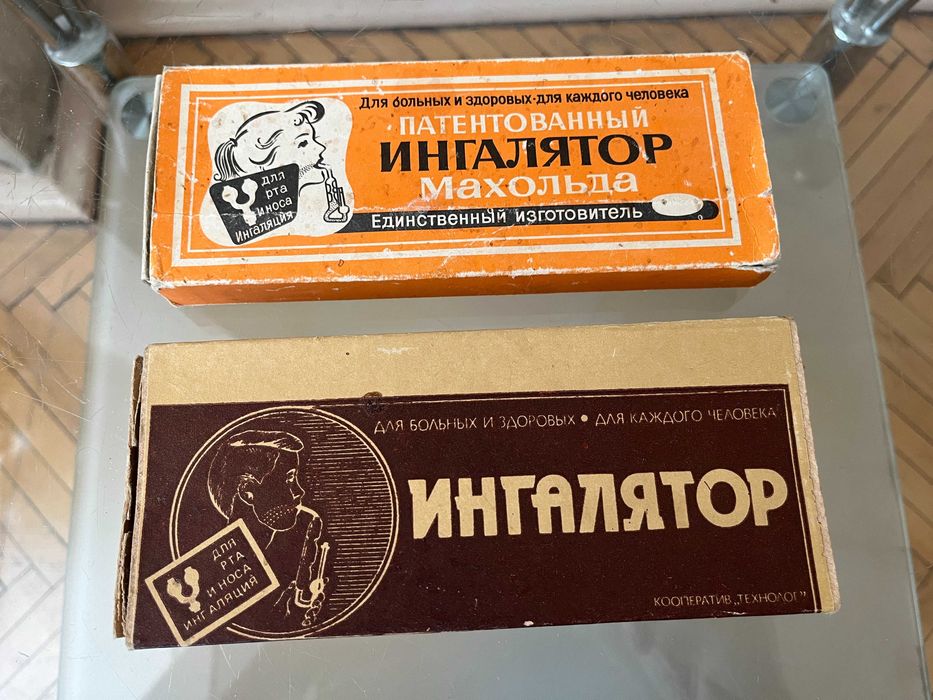 Для больных и здоровых-для каждого человека
ПАТЕНТОВАННЫЙ
ИНГАЛЯТОР
Махольда
Единственный изготовитель
для
рта
и носа
Ингаляция
ДЛЯ БОЛЬНЫХ И ЗДОРОВЫХ • ДЛЯ КАЖДОГО ЧЕЛОВЕКА
ИНГАЛЯТОР
ДЛЯ
РТА
И НОСА
ИНГАЛЯЦИЯ
КООПЕРАТИВ „ТЕХНОЛОГ"